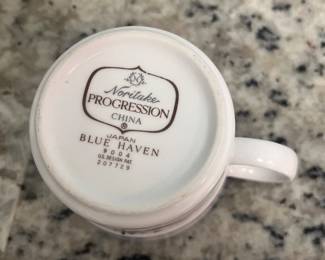 N
Noritake
PROGRESSION
CHINA
®
JAPAN
BLUE HAVEN
9004
U.S. DESIGN PAT.
207729